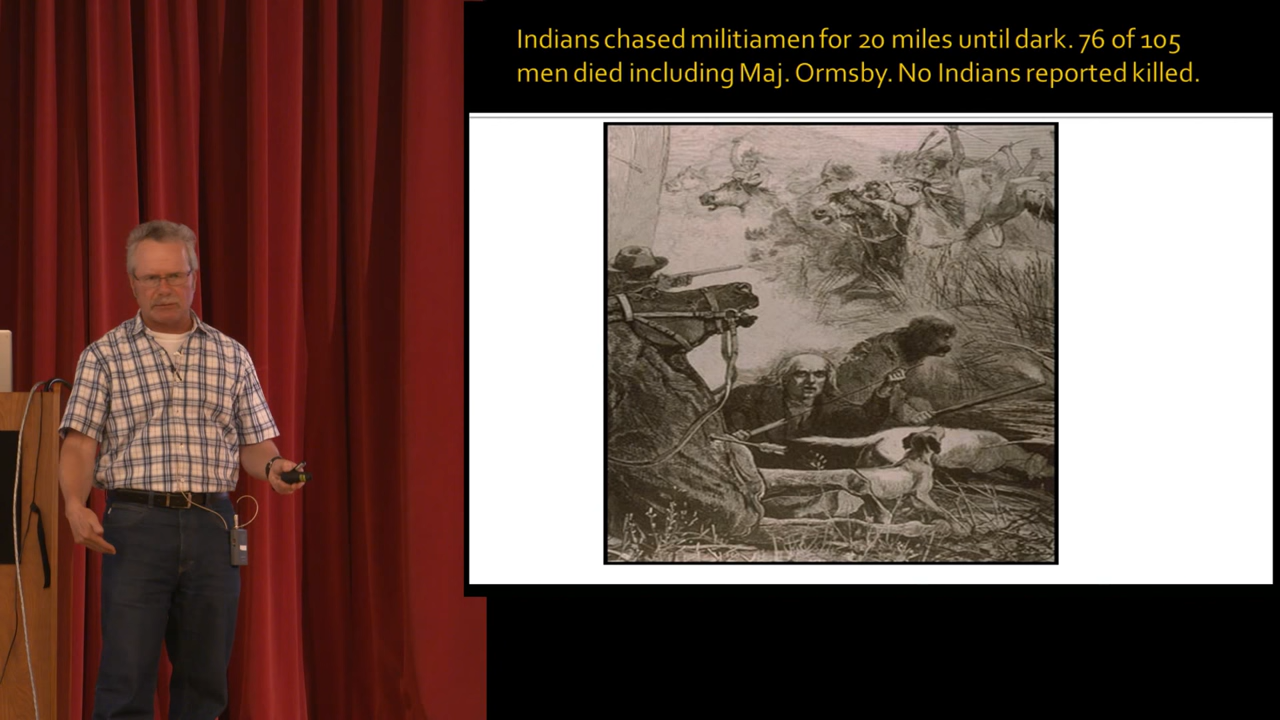 Indians chased militiamen for 20 miles until dark. 76 of 105
men died including Maj. Ormsby. No Indians reported killed.